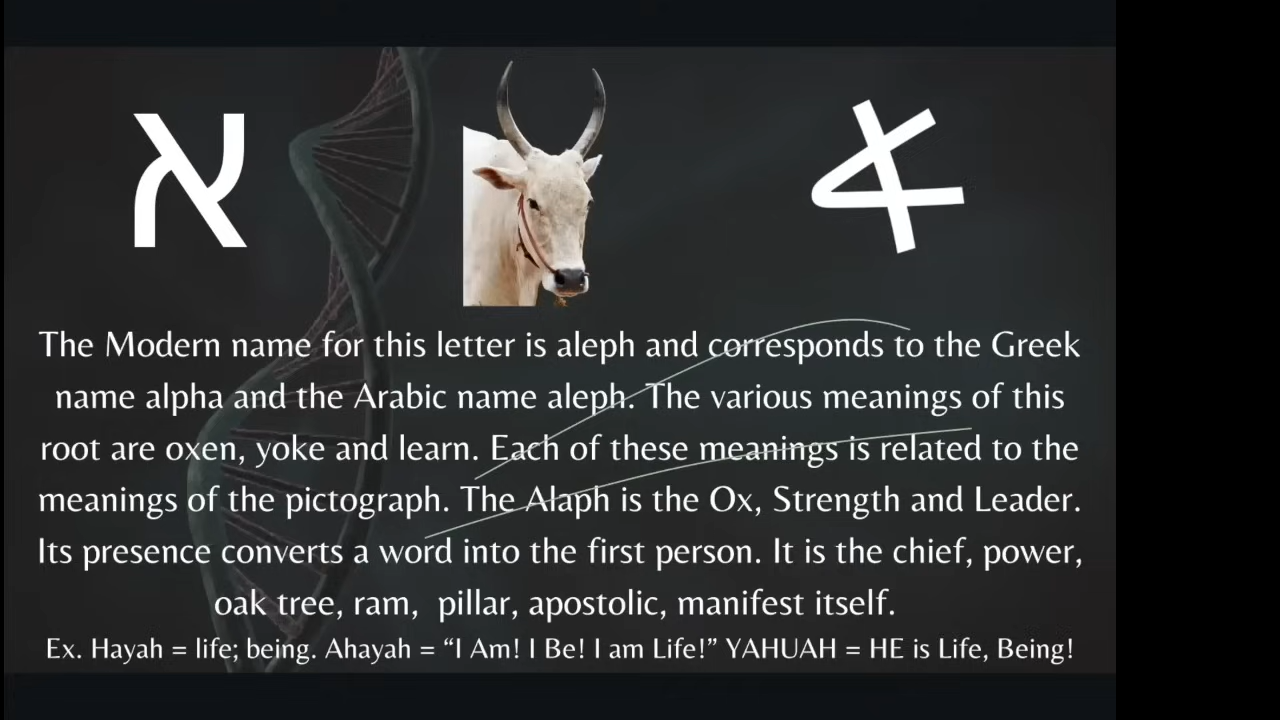 א 𐤀
The Modern name for this letter is aleph and corresponds to the Greek
name alpha and the Arabic name aleph. The various meanings of this
root are oxen, yoke and learn. Each of these meanings is related to the
meanings of the pictograph. The Alaph is the Ox, Strength and Leader.
Its presence converts a word into the first person. It is the chief, power,
oak tree, ram, pillar, apostolic, manifest itself.
Ex. Hayah = life; being. Ahayah = “I Am! I Be! I am Life!” YAHUAH = HE is Life, Being!